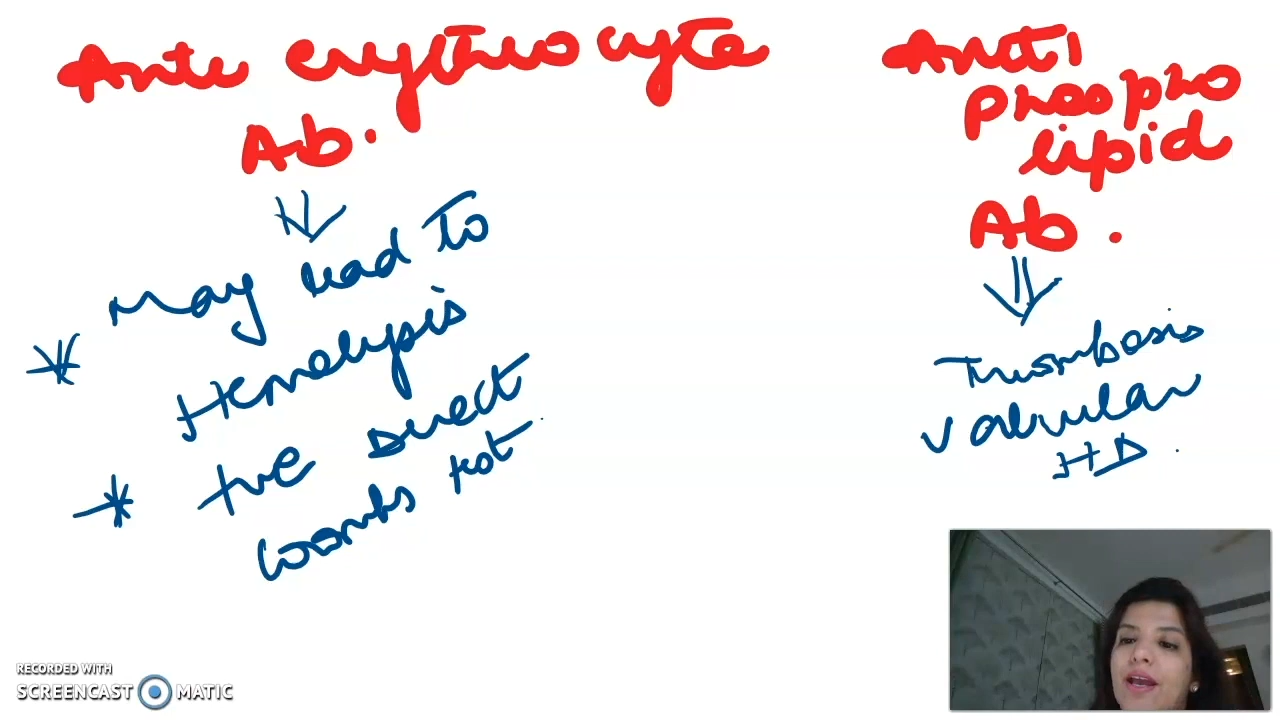 Ante erythrocyte
Ab.
May lead to
Hemolysis
+ve direct
coombs test
Anti
phospho
lipid
Ab.
Thrombosis
Valvular
HD.
RECORDED WITH
SCREENCAST MATIC